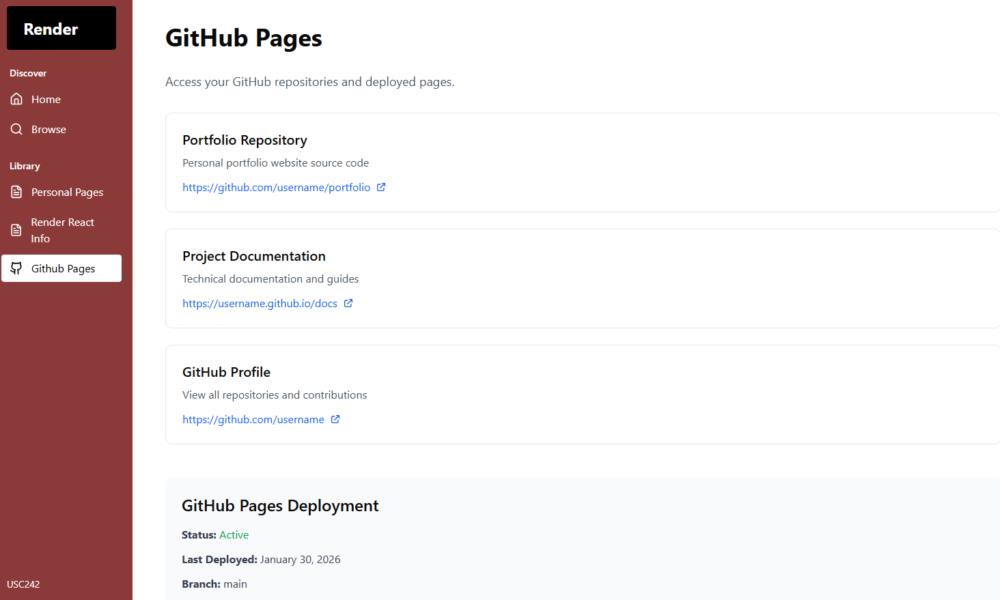 Render
Discover
Home
Browse
Library
Personal Pages
Render React
Info
Github Pages
USC242
GitHub Pages
Access your GitHub repositories and deployed pages.
Portfolio Repository
Personal portfolio website source code
https://github.com/username/portfolio
Project Documentation
Technical documentation and guides
https://username.github.io/docs
GitHub Profile
View all repositories and contributions
https://github.com/username
GitHub Pages Deployment
Status: Active
Last Deployed: January 30, 2026
Branch: main